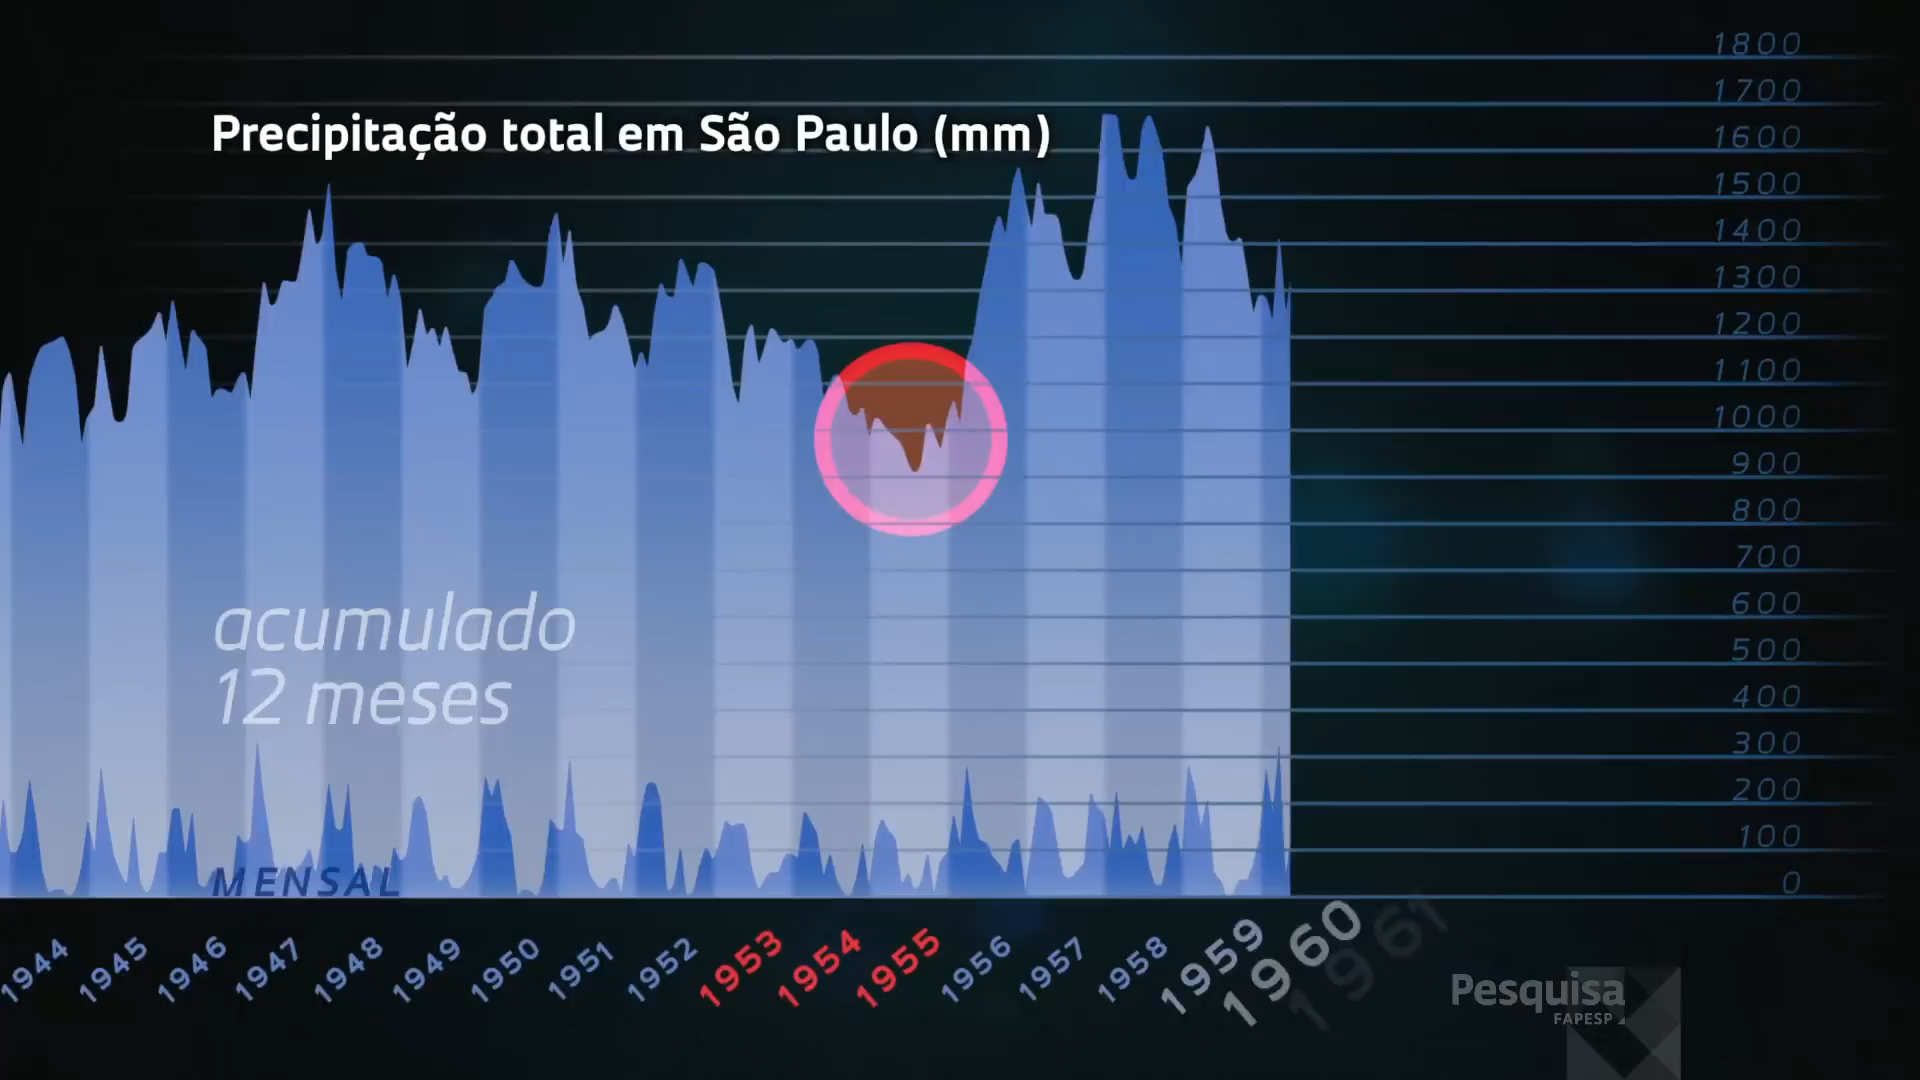 Precipitação total em São Paulo (mm)
1800
1700
1600
1500
1400
1300
1200
1100
1000
900
800
700
600
500
400
300
200
100
0
acumulado
12 meses
MENSAL
1944 1945 1946 1947 1948 1949 1950 1951 1952 1953 1954 1955 1956 1957 1958 1959 1960 1961
Pesquisa
FAPESP